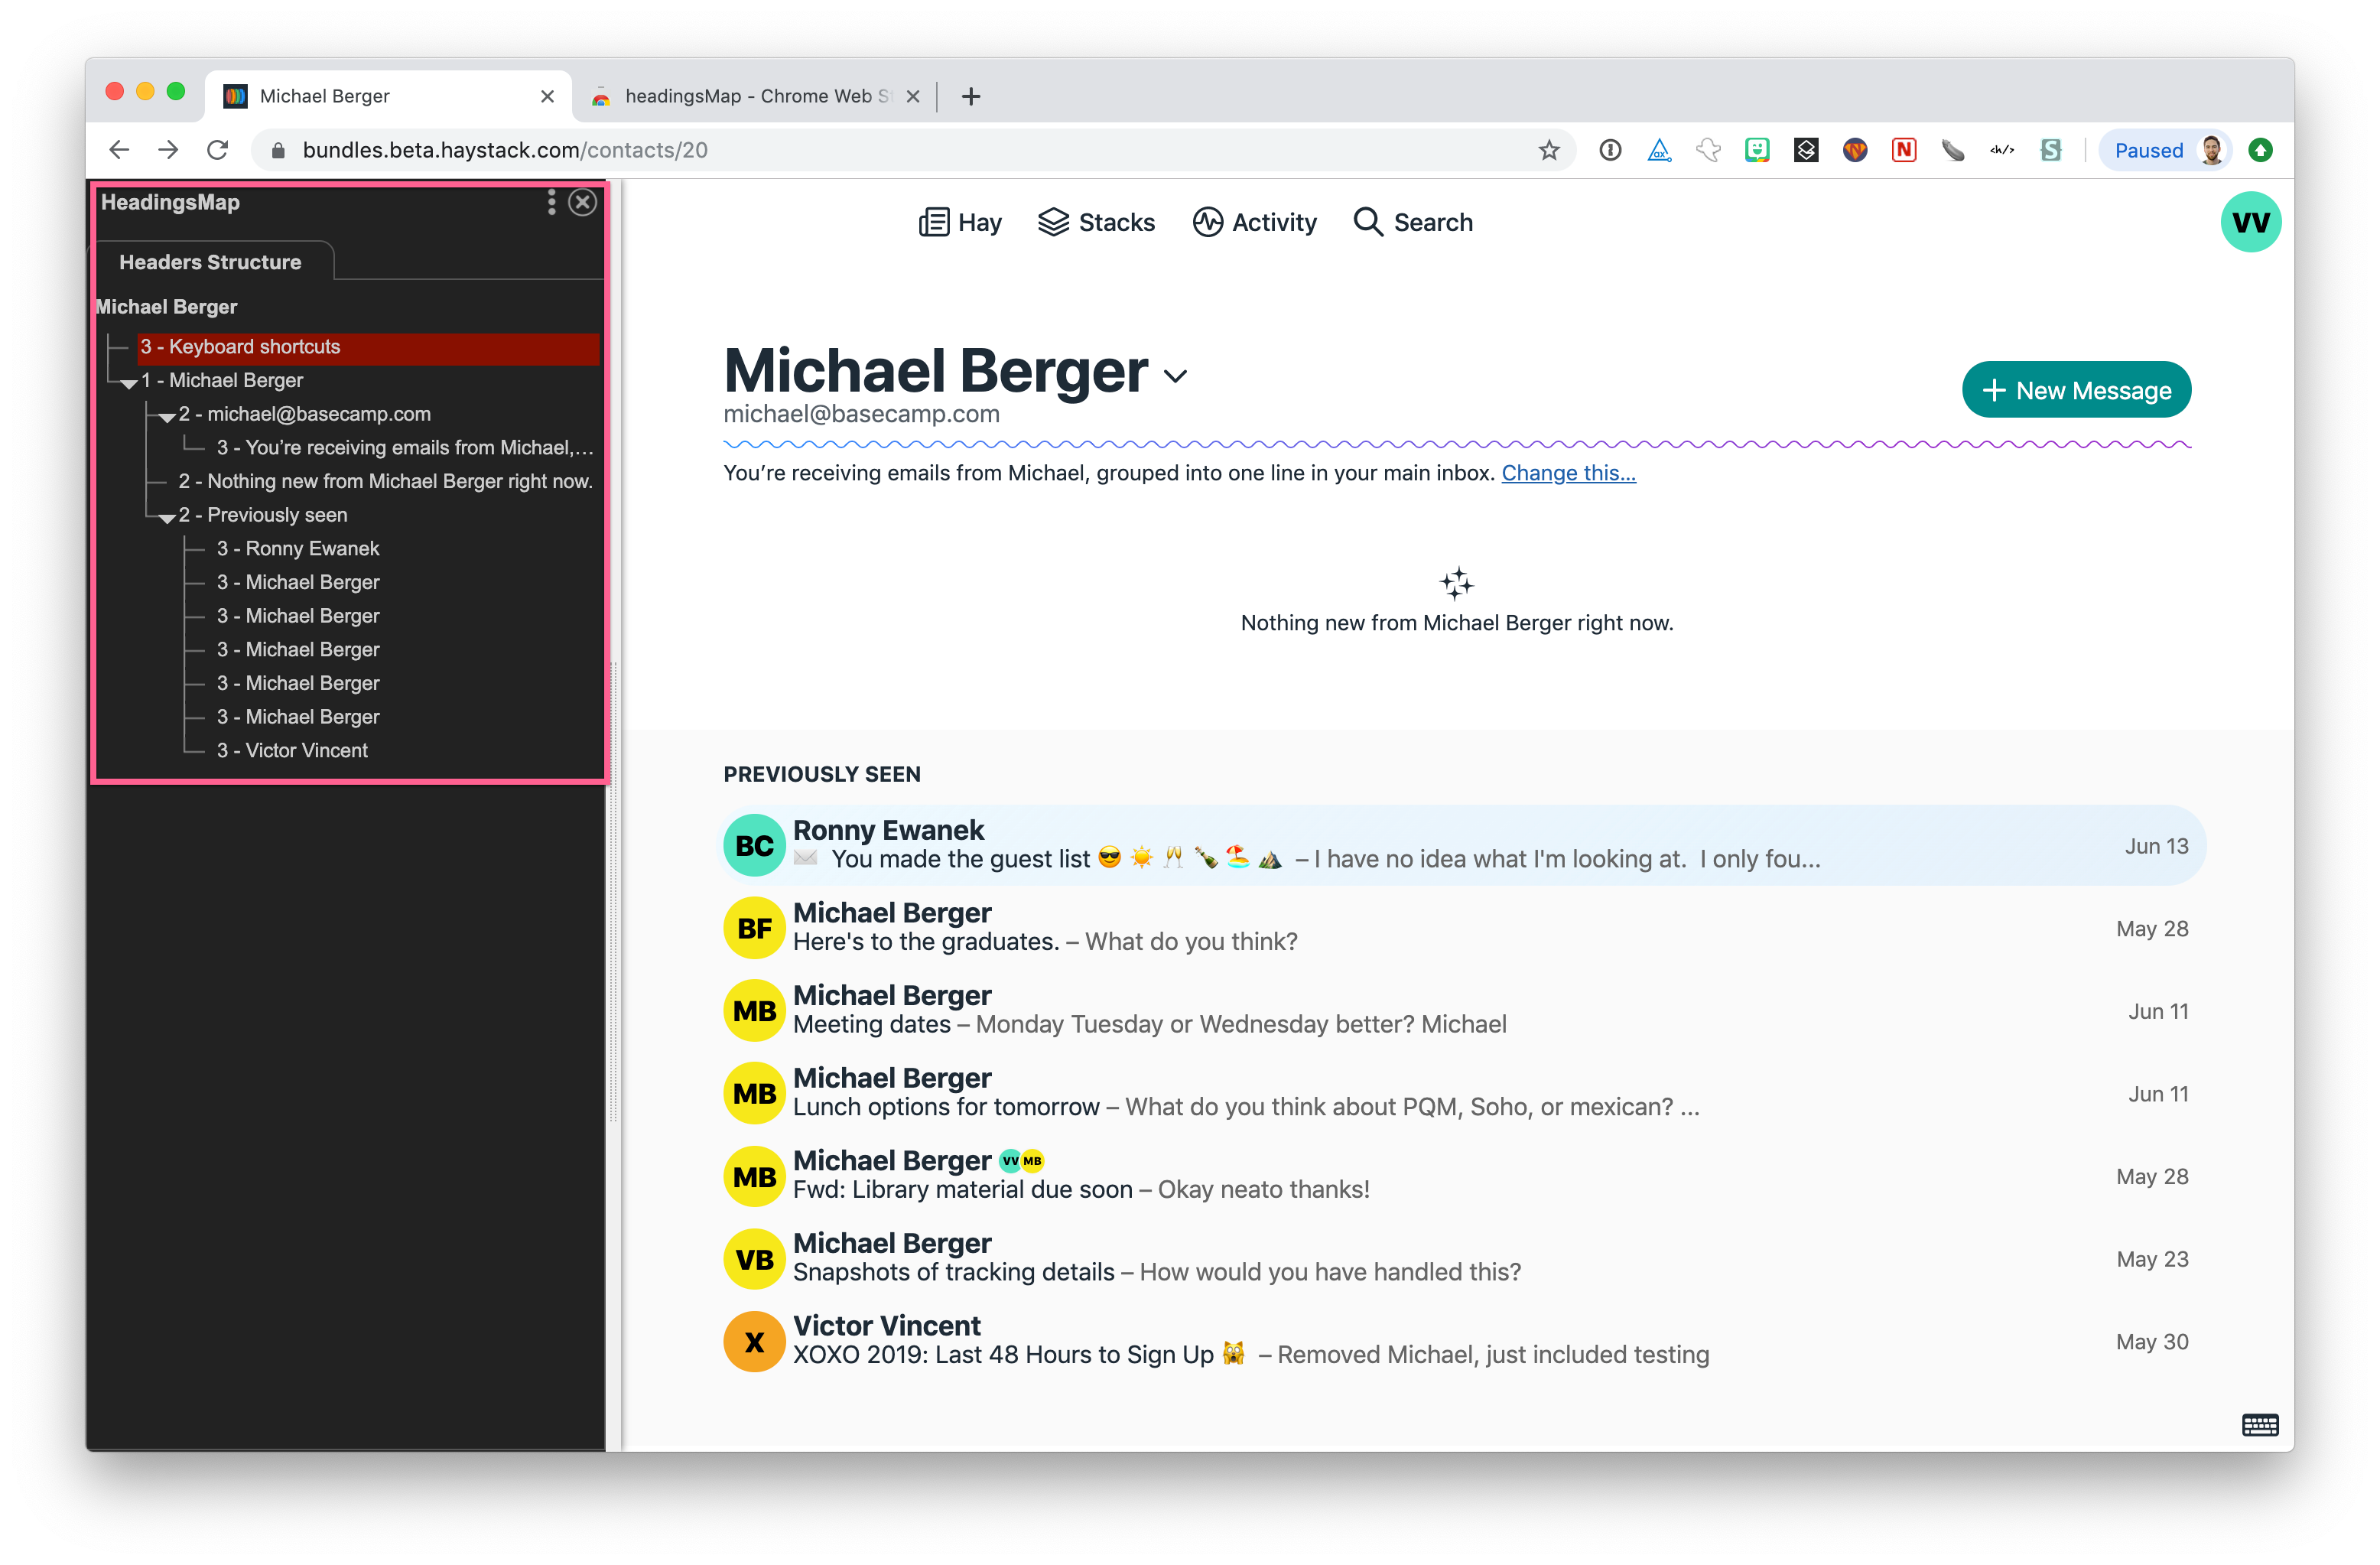 Michael Berger
headingsMap - Chrome Web S
bundles.beta.haystack.com/contacts/20
Paused
HeadingsMap
Headers Structure
Michael Berger
3 - Keyboard shortcuts
1 - Michael Berger
2 - michael@basecamp.com
3 - You’re receiving emails from Michael,...
2 - Nothing new from Michael Berger right now.
2 - Previously seen
3 - Ronny Ewanek
3 - Michael Berger
3 - Michael Berger
3 - Michael Berger
3 - Michael Berger
3 - Michael Berger
3 - Victor Vincent
Hay Stacks Activity Search
VV
Michael Berger
michael@basecamp.com
New Message
You’re receiving emails from Michael, grouped into one line in your main inbox. Change this...
Nothing new from Michael Berger right now.
PREVIOUSLY SEEN
BC
Ronny Ewanek
✉️ You made the guest list 😎 ☀️ 🥂 🍾 🏖️ ⛰️ – I have no idea what I'm looking at. I only fou...
Jun 13
BF
Michael Berger
Here's to the graduates. – What do you think?
May 28
MB
Michael Berger
Meeting dates – Monday Tuesday or Wednesday better? Michael
Jun 11
MB
Michael Berger
Lunch options for tomorrow – What do you think about PQM, Soho, or mexican? ...
Jun 11
MB
Michael Berger VV MB
Fwd: Library material due soon – Okay neato thanks!
May 28
VB
Michael Berger
Snapshots of tracking details – How would you have handled this?
May 23
X
Victor Vincent
XOXO 2019: Last 48 Hours to Sign Up 🙀 – Removed Michael, just included testing
May 30